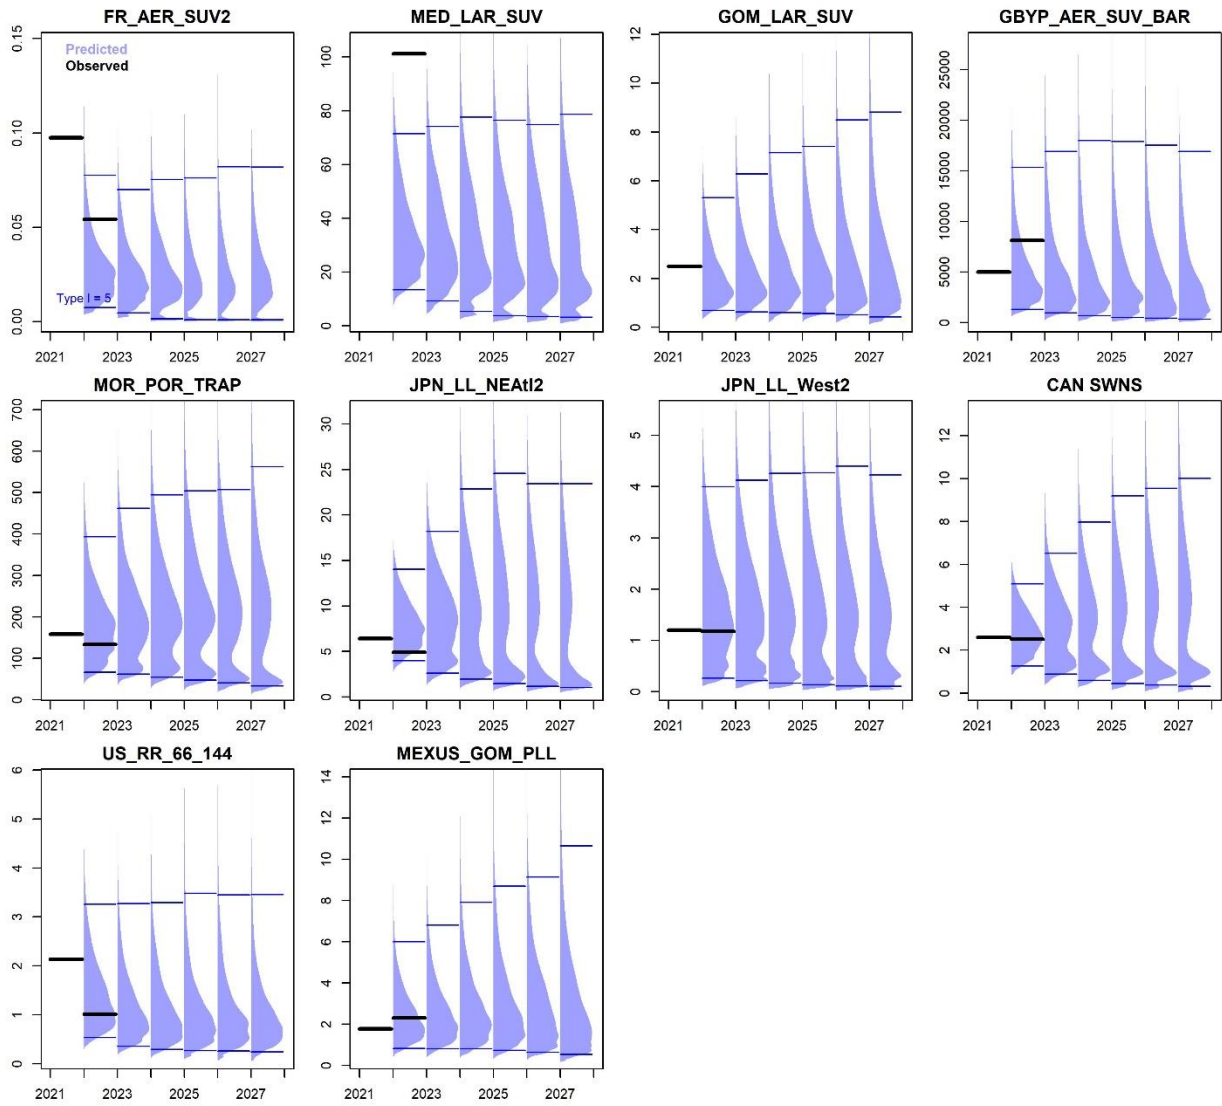 FR_AER_SUV2
MED_LAR_SUV
GOM_LAR_SUV
GBYP_AER_SUV_BAR
Predicted
Observed
Type I = 5
0.15
0.10
0.05
0.00
2021 2023 2025 2027
100
80
60
40
20
0
2021 2023 2025 2027
12
10
8
6
4
2
0
2021 2023 2025 2027
25000
20000
15000
10000
5000
0
2021 2023 2025 2027
MOR_POR_TRAP
JPN_LL_NEAtl2
JPN_LL_West2
CAN SWNS
700
600
500
400
300
200
100
0
2021 2023 2025 2027
30
25
20
15
10
5
0
2021 2023 2025 2027
5
4
3
2
1
0
2021 2023 2025 2027
12
10
8
6
4
2
0
2021 2023 2025 2027
US_RR_66_144
MEXUS_GOM_PLL
6
5
4
3
2
1
0
2021 2023 2025 2027
14
12
10
8
6
4
2
0
2021 2023 2025 2027